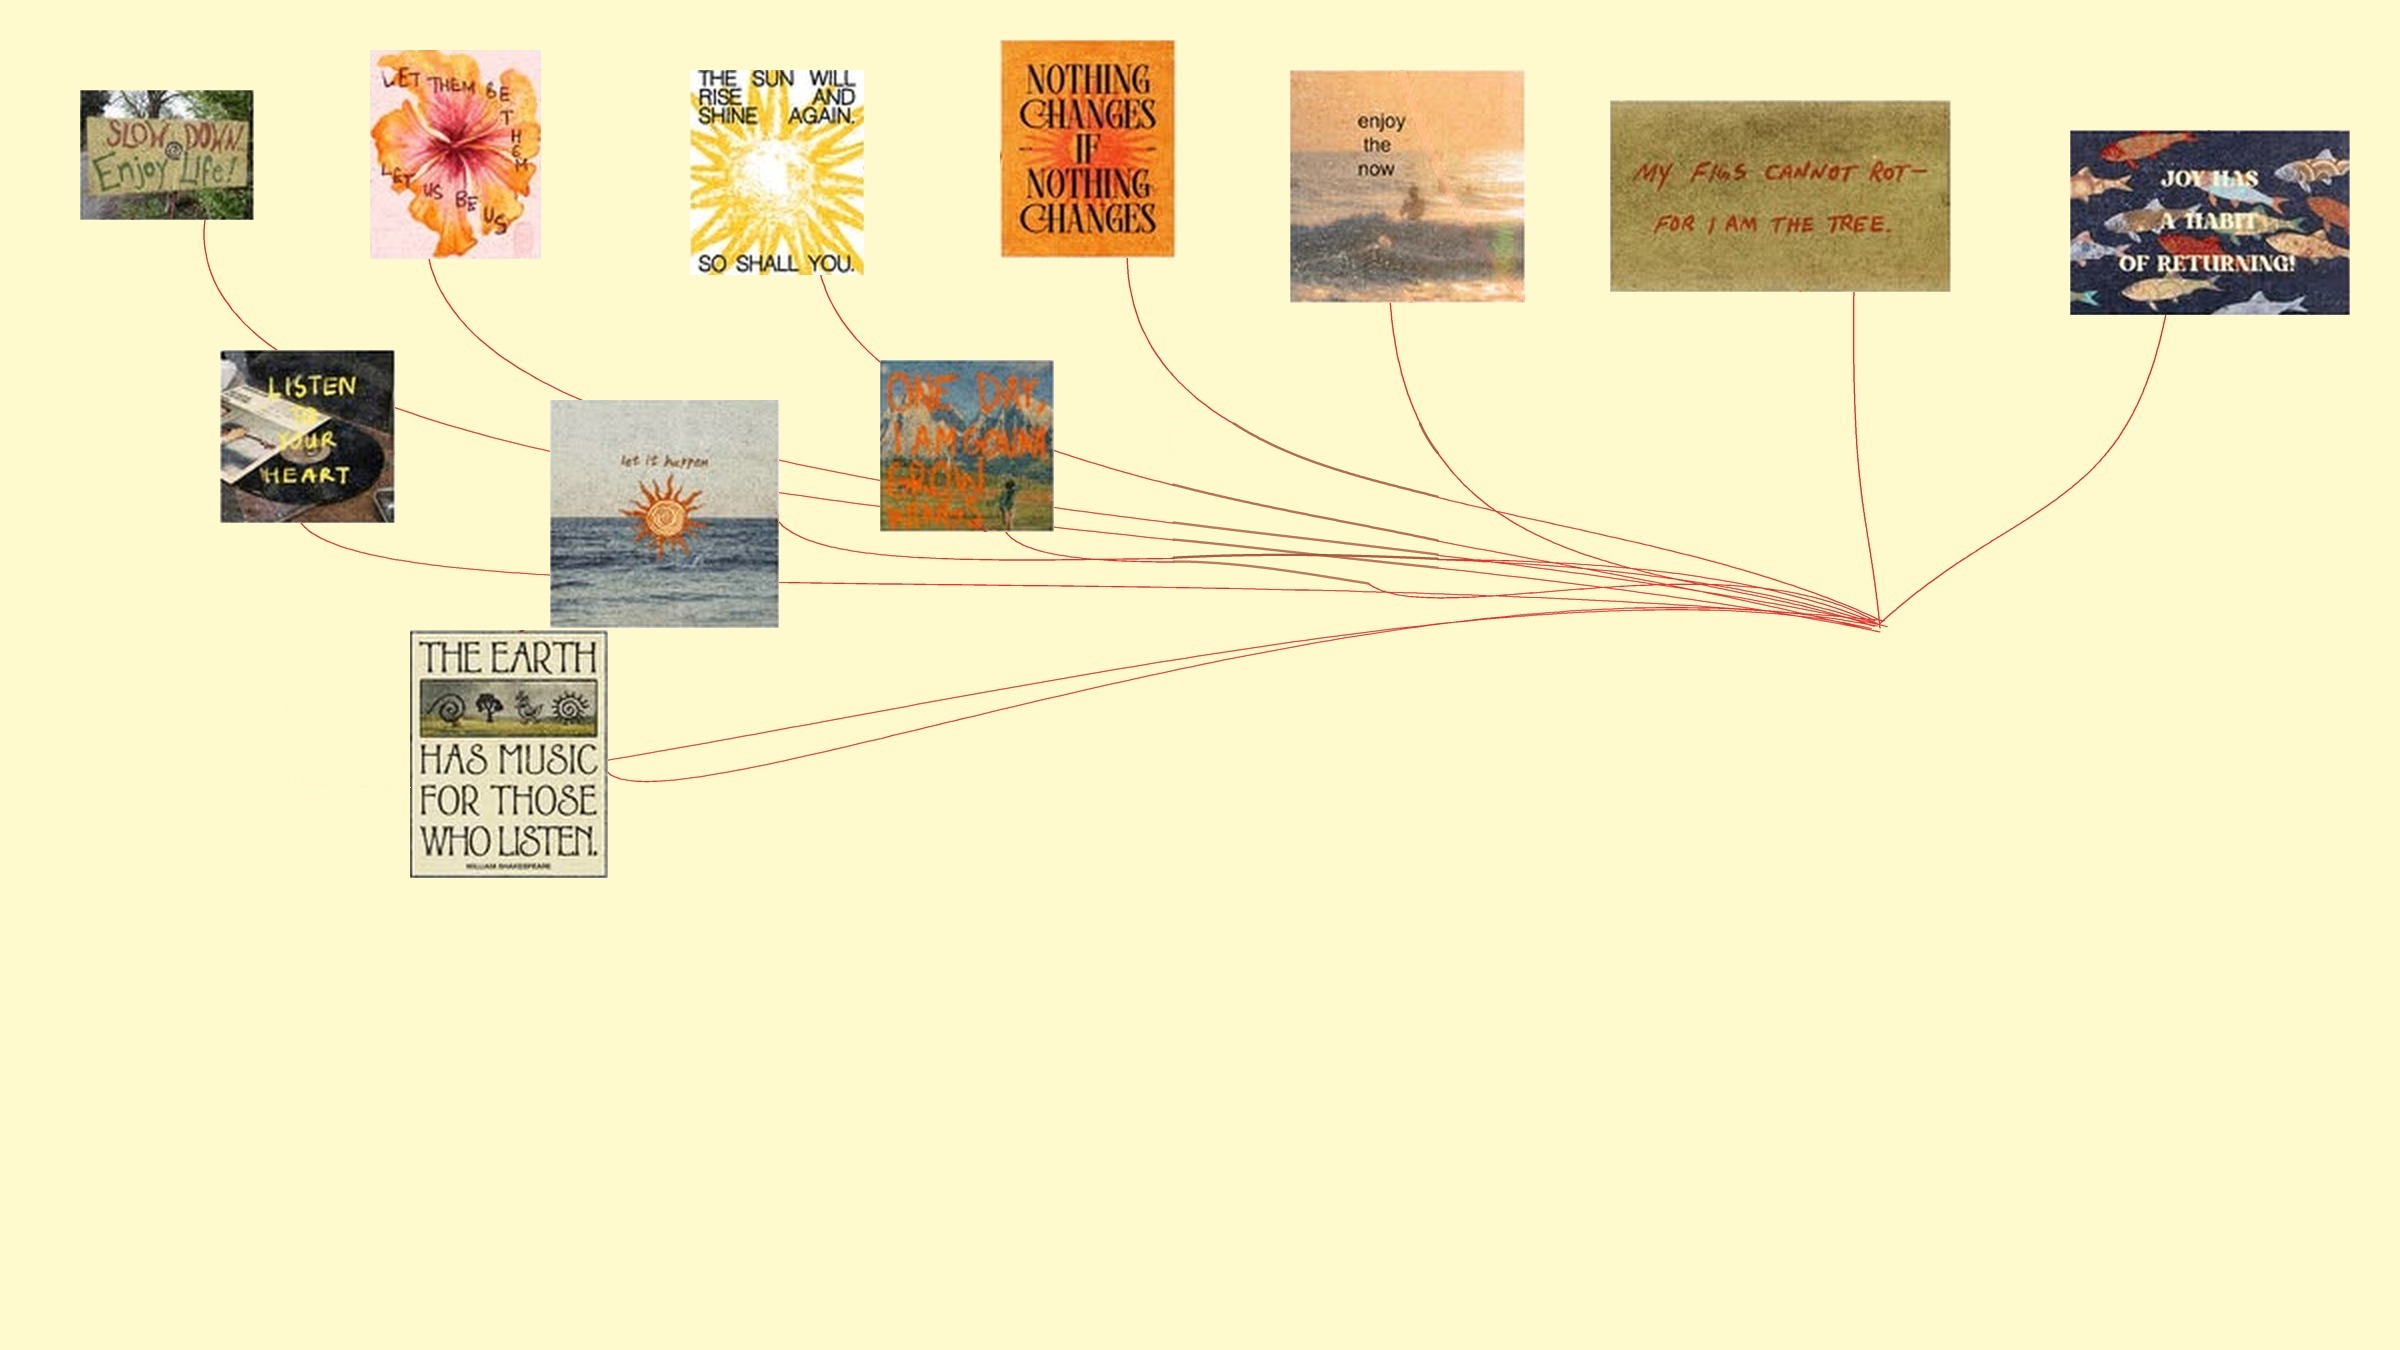 SLOW DOWN
Enjoy Life!
LET THEM BE
THEM
LET US BE US
THE SUN WILL
RISE AND
SHINE AGAIN.
SO SHALL YOU.
NOTHING
CHANGES
IF
NOTHING
CHANGES
enjoy
the
now
MY FIGS CANNOT ROT—
FOR I AM THE TREE.
JOY HAS
A HABIT
OF RETURNING!
LISTEN
TO
YOUR
HEART
let it happen
ONE DAY,
I AM GONNA
GROW
WINGS
THE EARTH
HAS MUSIC
FOR THOSE
WHO LISTEN.
WILLIAM SHAKESPEARE